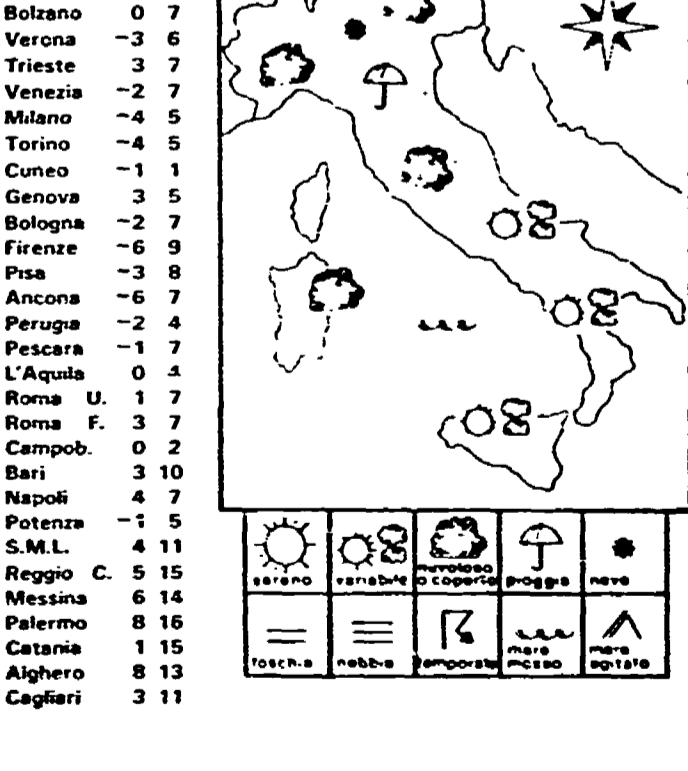 Bolzano 0 7
Verona −3 6
Trieste 3 7
Venezia −2 7
Milano −4 5
Torino −4 5
Cuneo −1 1
Genova 3 5
Bologna −2 7
Firenze −6 9
Pisa −3 8
Ancona −6 7
Perugia −2 4
Pescara −1 7
L'Aquila 0
Roma U. 1 7
Roma F. 3 7
Campob. 0 2
Bari 3 10
Napoli 4 7
Potenza −1 5
S.M.L. 4 11
Reggio C. 5 15
Messina 6 14
Palermo 8 16
Catania 1 15
Alghero 8 13
Cagliari 3 11
sereno variabile nuvoloso o coperto pioggia neve
foschia nebbia temporale mare mosso mare agitato